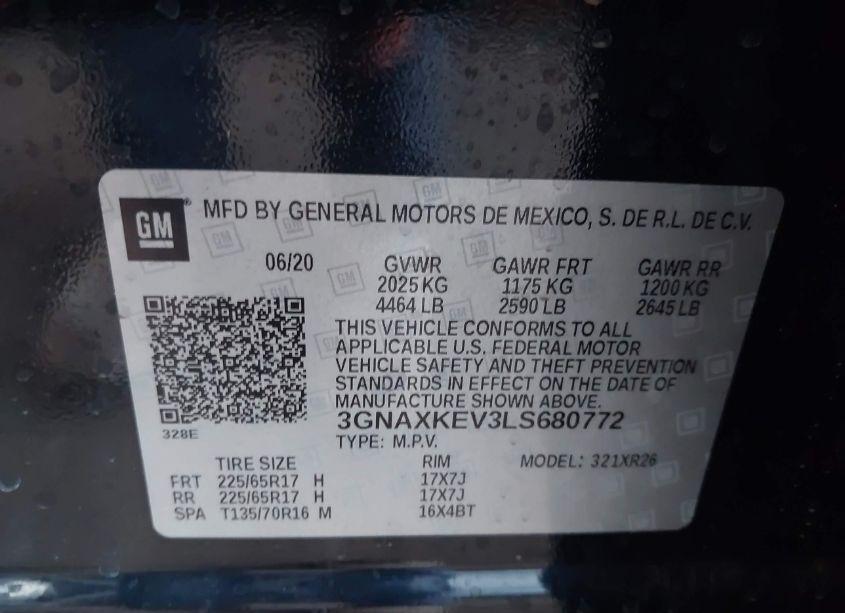 GM ® MFD BY GENERAL MOTORS DE MEXICO, S. DE R.L. DE C.V.
06/20 GVWR GAWR FRT GAWR RR
2025 KG 1175 KG 1200 KG
4464 LB 2590 LB 2645 LB
THIS VEHICLE CONFORMS TO ALL
APPLICABLE U.S. FEDERAL MOTOR
VEHICLE SAFETY AND THEFT PREVENTION
STANDARDS IN EFFECT ON THE DATE OF
MANUFACTURE SHOWN ABOVE.
3GNAXKEV3LS680772
328E
TYPE: M.P.V.
TIRE SIZE RIM MODEL: 321XR26
FRT 225/65R17 H 17X7J
RR 225/65R17 H 17X7J
SPA T135/70R16 M 16X4BT